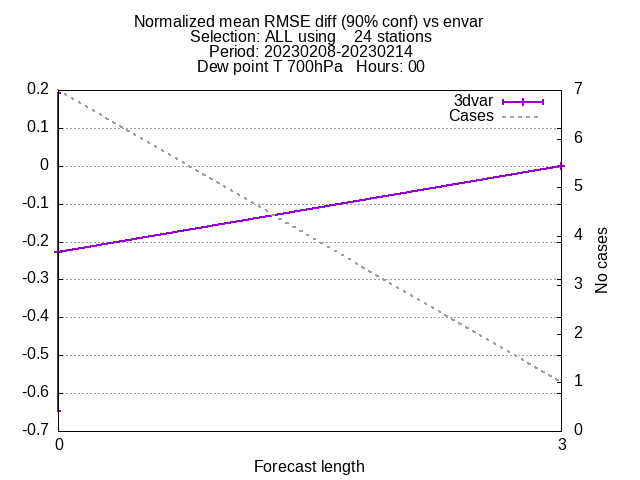 Normalized mean RMSE diff (90% conf) vs envar
Selection: ALL using    24 stations
Period: 20230208-20230214
Dew point T 700hPa   Hours: 00
3dvar
Cases
0.2
0.1
0
-0.1
-0.2
-0.3
-0.4
-0.5
-0.6
-0.7
7
6
5
4
3
2
1
0
No cases
0
3
Forecast length